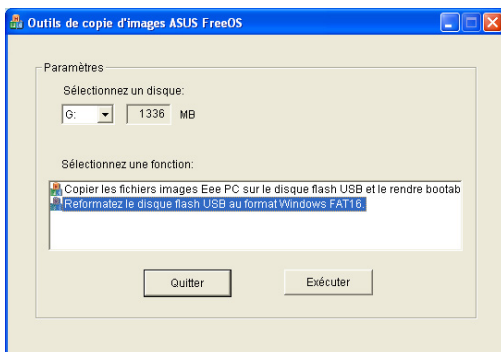 Outils de copie d'images ASUS FreeOS
Paramètres
Sélectionnez un disque:
G: 1336 MB
Sélectionnez une fonction:
Copier les fichiers images Eee PC sur le disque flash USB et le rendre bootab
Reformatez le disque flash USB au format Windows FAT16.
Quitter Exécuter